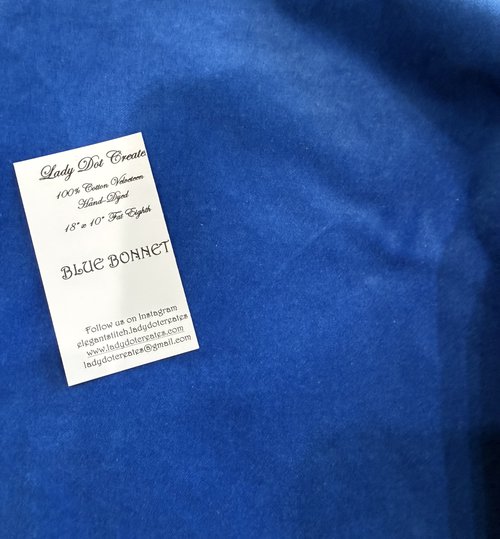 Lady Dot Creates
100% Cotton Velveteen
Hand-Dyed
18" x 10" Fat Eighth
BLUE BONNET
Follow us on Instagram
elegantstitch.ladydotcreates
www.ladydotcreates.com
ladydotcreates@gmail.com